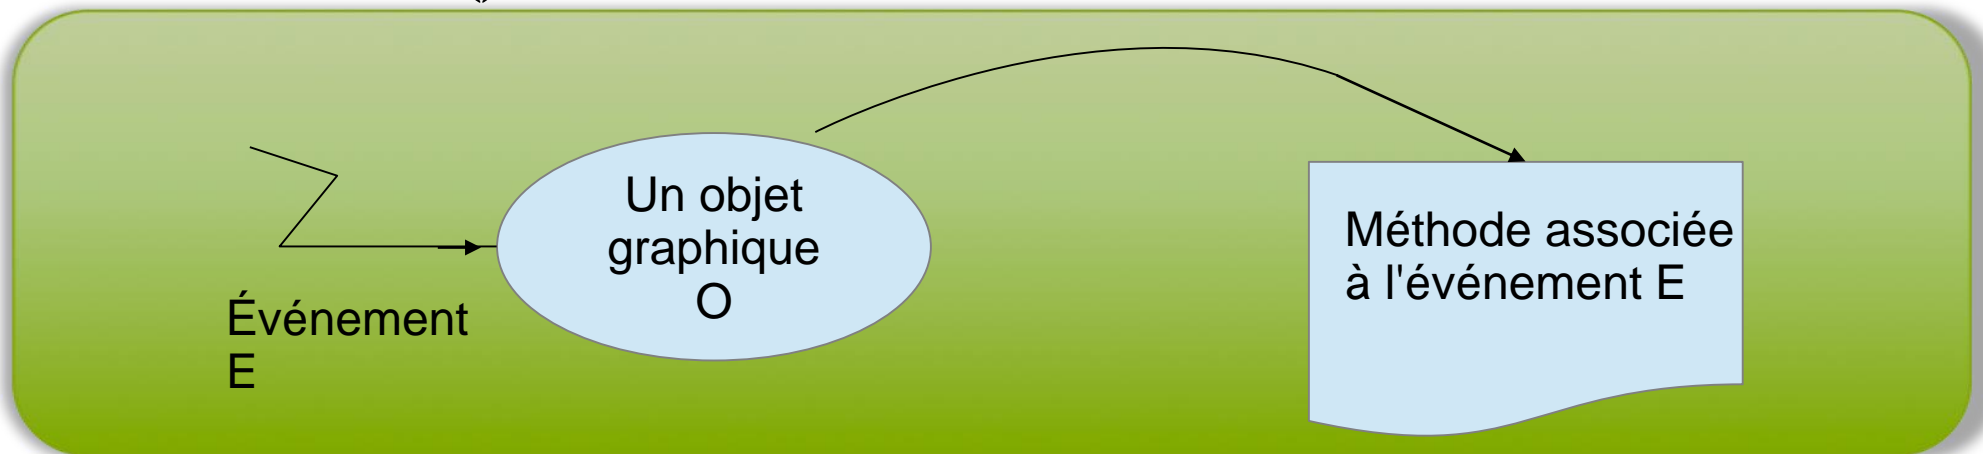 Événement
E
Un objet
graphique
O
Méthode associée
à l'événement E